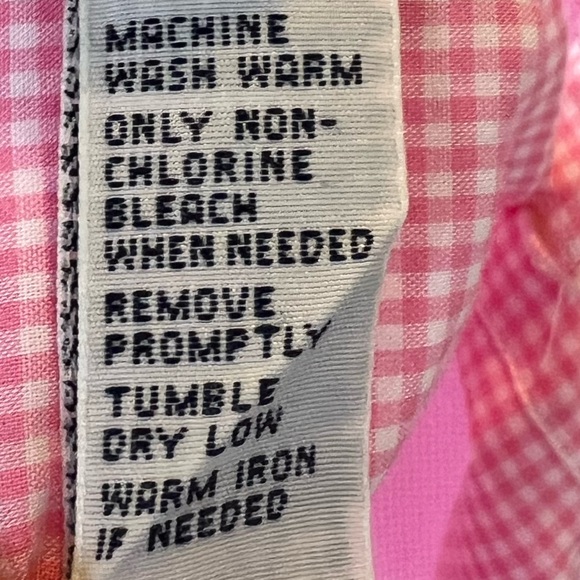 MACHINE
WASH WARM
ONLY NON-
CHLORINE
BLEACH
WHEN NEEDED
REMOVE
PROMPTLY
TUMBLE
DRY LOW
WARM IRON
IF NEEDED